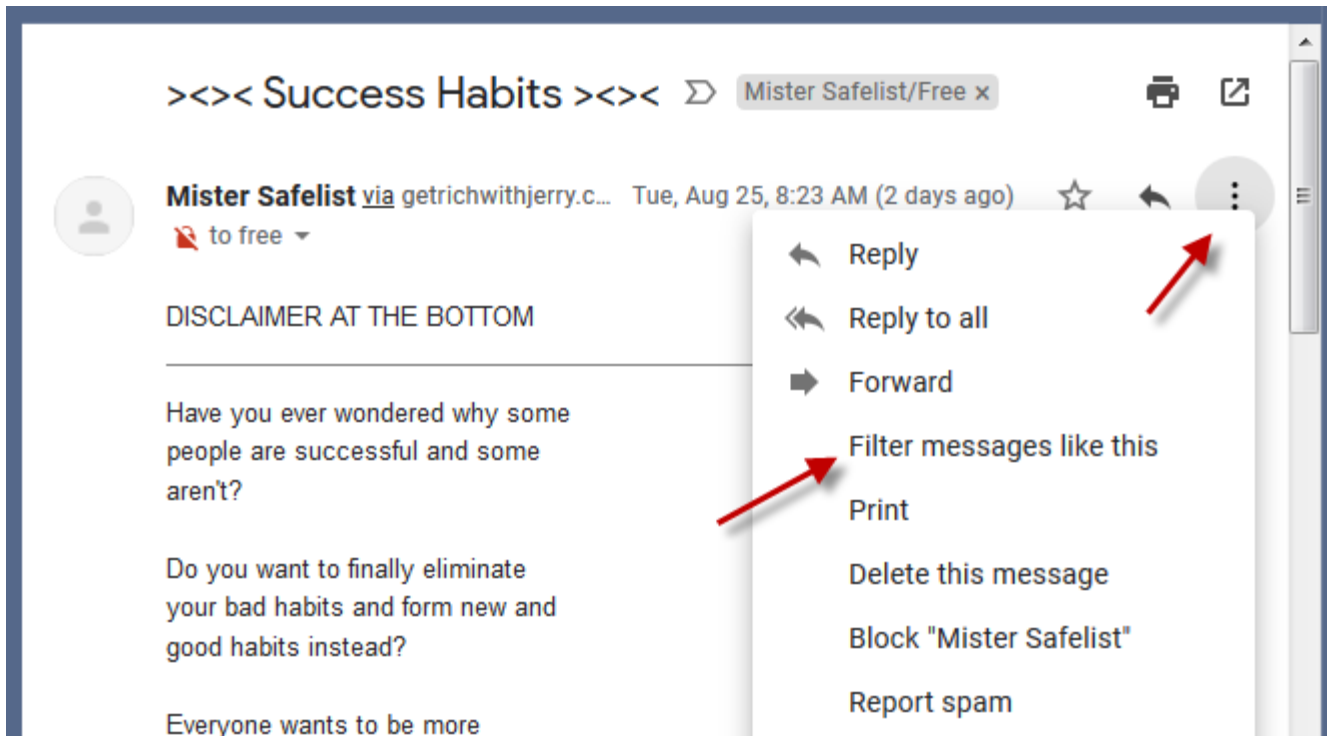 ><>< Success Habits ><>< Mister Safelist/Free x
Mister Safelist via getrichwithjerry.c... Tue, Aug 25, 8:23 AM (2 days ago)
to free
DISCLAIMER AT THE BOTTOM
Have you ever wondered why some
people are successful and some
aren't?
Do you want to finally eliminate
your bad habits and form new and
good habits instead?
Everyone wants to be more
Reply
Reply to all
Forward
Filter messages like this
Print
Delete this message
Block "Mister Safelist"
Report spam